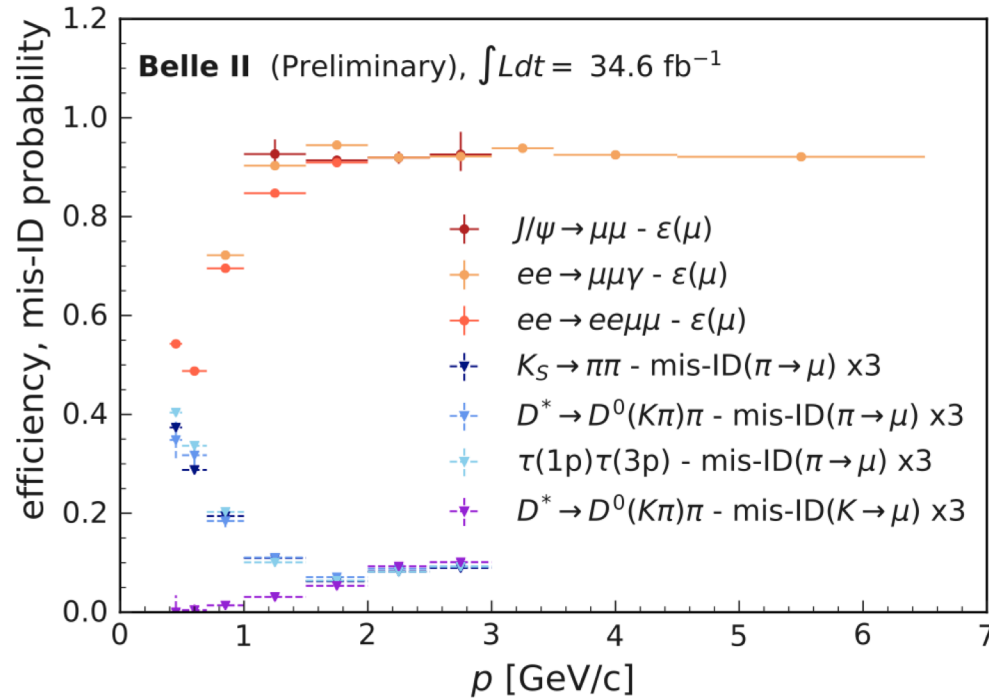 1.2
1.0
0.8
0.6
0.4
0.2
0.0
efficiency, mis-ID probability
Belle II (Preliminary), ∫Ldt = 34.6 fb⁻¹
J/ψ → μμ - ε(μ)
ee → μμγ - ε(μ)
ee → eeμμ - ε(μ)
K_S → ππ - mis-ID(π → μ) x3
D* → D⁰(Kπ)π - mis-ID(π → μ) x3
τ(1p)τ(3p) - mis-ID(π → μ) x3
D* → D⁰(Kπ)π - mis-ID(K → μ) x3
0 1 2 3 4 5 6 7
p [GeV/c]